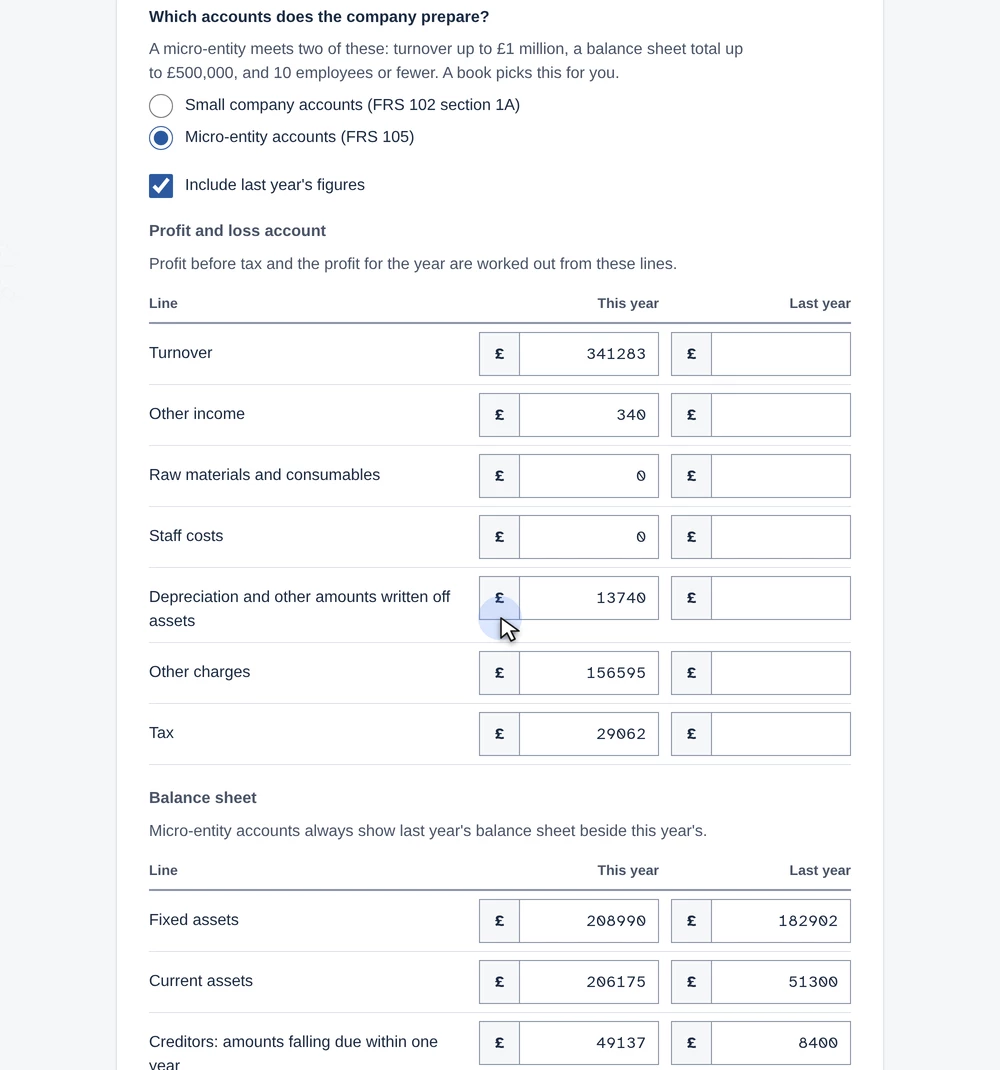 Which accounts does the company prepare?
A micro-entity meets two of these: turnover up to £1 million, a balance sheet total up
to £500,000, and 10 employees or fewer. A book picks this for you.
Small company accounts (FRS 102 section 1A)
Micro-entity accounts (FRS 105)
Include last year's figures
Profit and loss account
Profit before tax and the profit for the year are worked out from these lines.
Line This year Last year
Turnover £ 341283 £
Other income £ 340 £
Raw materials and consumables £ 0 £
Staff costs £ 0 £
Depreciation and other amounts written off £ 13740 £
assets
Other charges £ 156595 £
Tax £ 29062 £
Balance sheet
Micro-entity accounts always show last year's balance sheet beside this year's.
Line This year Last year
Fixed assets £ 208990 £ 182902
Current assets £ 206175 £ 51300
Creditors: amounts falling due within one £ 49137 £ 8400
year